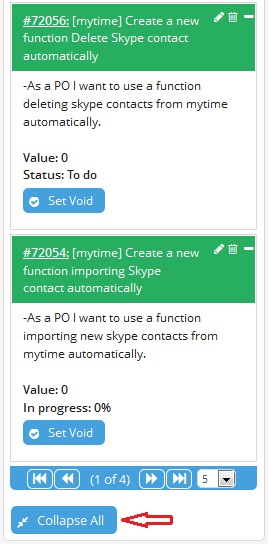 #72056: [mytime] Create a new
function Delete Skype contact
automatically
-As a PO I want to use a function
deleting skype contacts from mytime
automatically.
Value: 0
Status: To do
Set Void
#72054: [mytime] Create a new
function importing Skype
contact automatically
-As a PO I want to use a function
importing new skype contacts from
mytime automatically.
Value: 0
In progress: 0%
Set Void
(1 of 4) 5
Collapse All